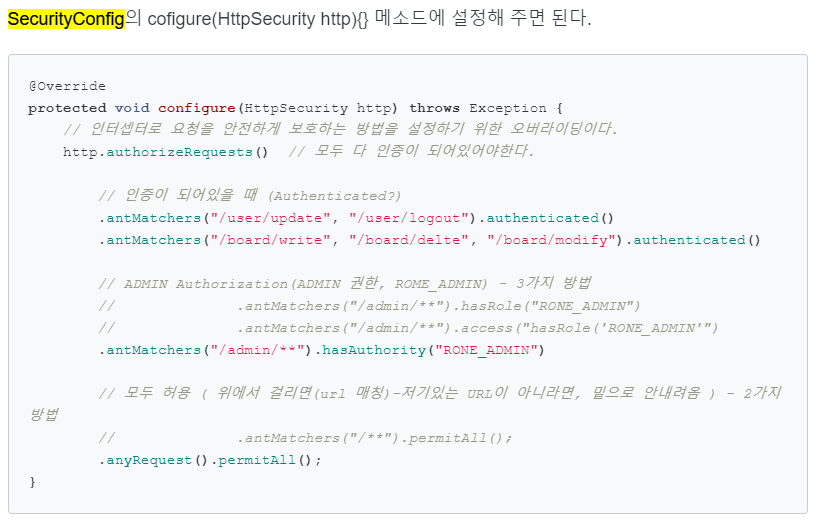 SecurityConfig의 cofigure(HttpSecurity http){} 메소드에 설정해 주면 된다.
@Override
protected void configure(HttpSecurity http) throws Exception {
// 인터셉터로 요청을 안전하게 보호하는 방법을 설정하기 위한 오버라이딩이다.
http.authorizeRequests()  // 모두 다 인증이 되어있어야한다.
// 인증이 되어있을 때 (Authenticated?)
.antMatchers("/user/update", "/user/logout").authenticated()
.antMatchers("/board/write", "/board/delte", "/board/modify").authenticated()
// ADMIN Authorization(ADMIN 권한, ROME_ADMIN) - 3가지 방법
//            .antMatchers("/admin/**").hasRole("RONE_ADMIN")
//            .antMatchers("/admin/**").access("hasRole('RONE_ADMIN'")
.antMatchers("/admin/**").hasAuthority("RONE_ADMIN")
// 모두 허용 ( 위에서 걸리면(url 매칭)-저기있는 URL이 아니라면, 밑으로 안내려옴 ) - 2가지
방법
//            .antMatchers("/**").permitAll();
.anyRequest().permitAll();
}